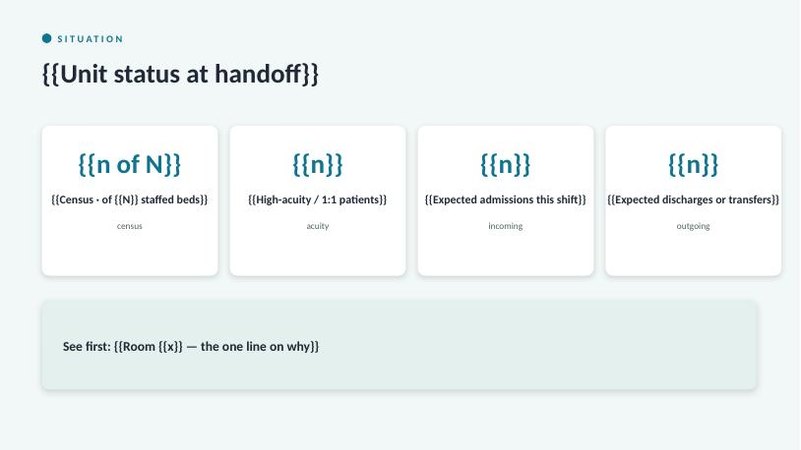 SITUATION
{{Unit status at handoff}}
{{n of N}}
{{Census · of {{N}} staffed beds}}
census
{{n}}
{{High-acuity / 1:1 patients}}
acuity
{{n}}
{{Expected admissions this shift}}
incoming
{{n}}
{{Expected discharges or transfers}}
outgoing
See first: {{Room {{x}} — the one line on why}}